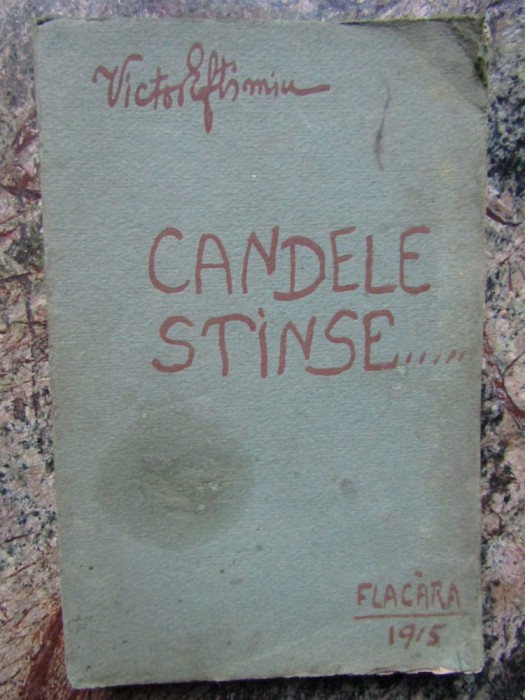 Victor Eftimiu
CANDELE
STINSE.....
FLACĂRA
1915